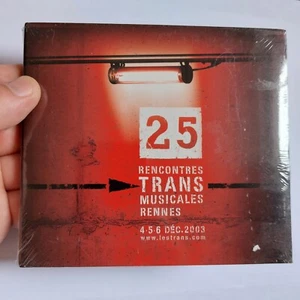 25
RENCONTRES
TRANS
MUSICALES
RENNES
4·5·6 DÉC.2003
www.lestrans.com